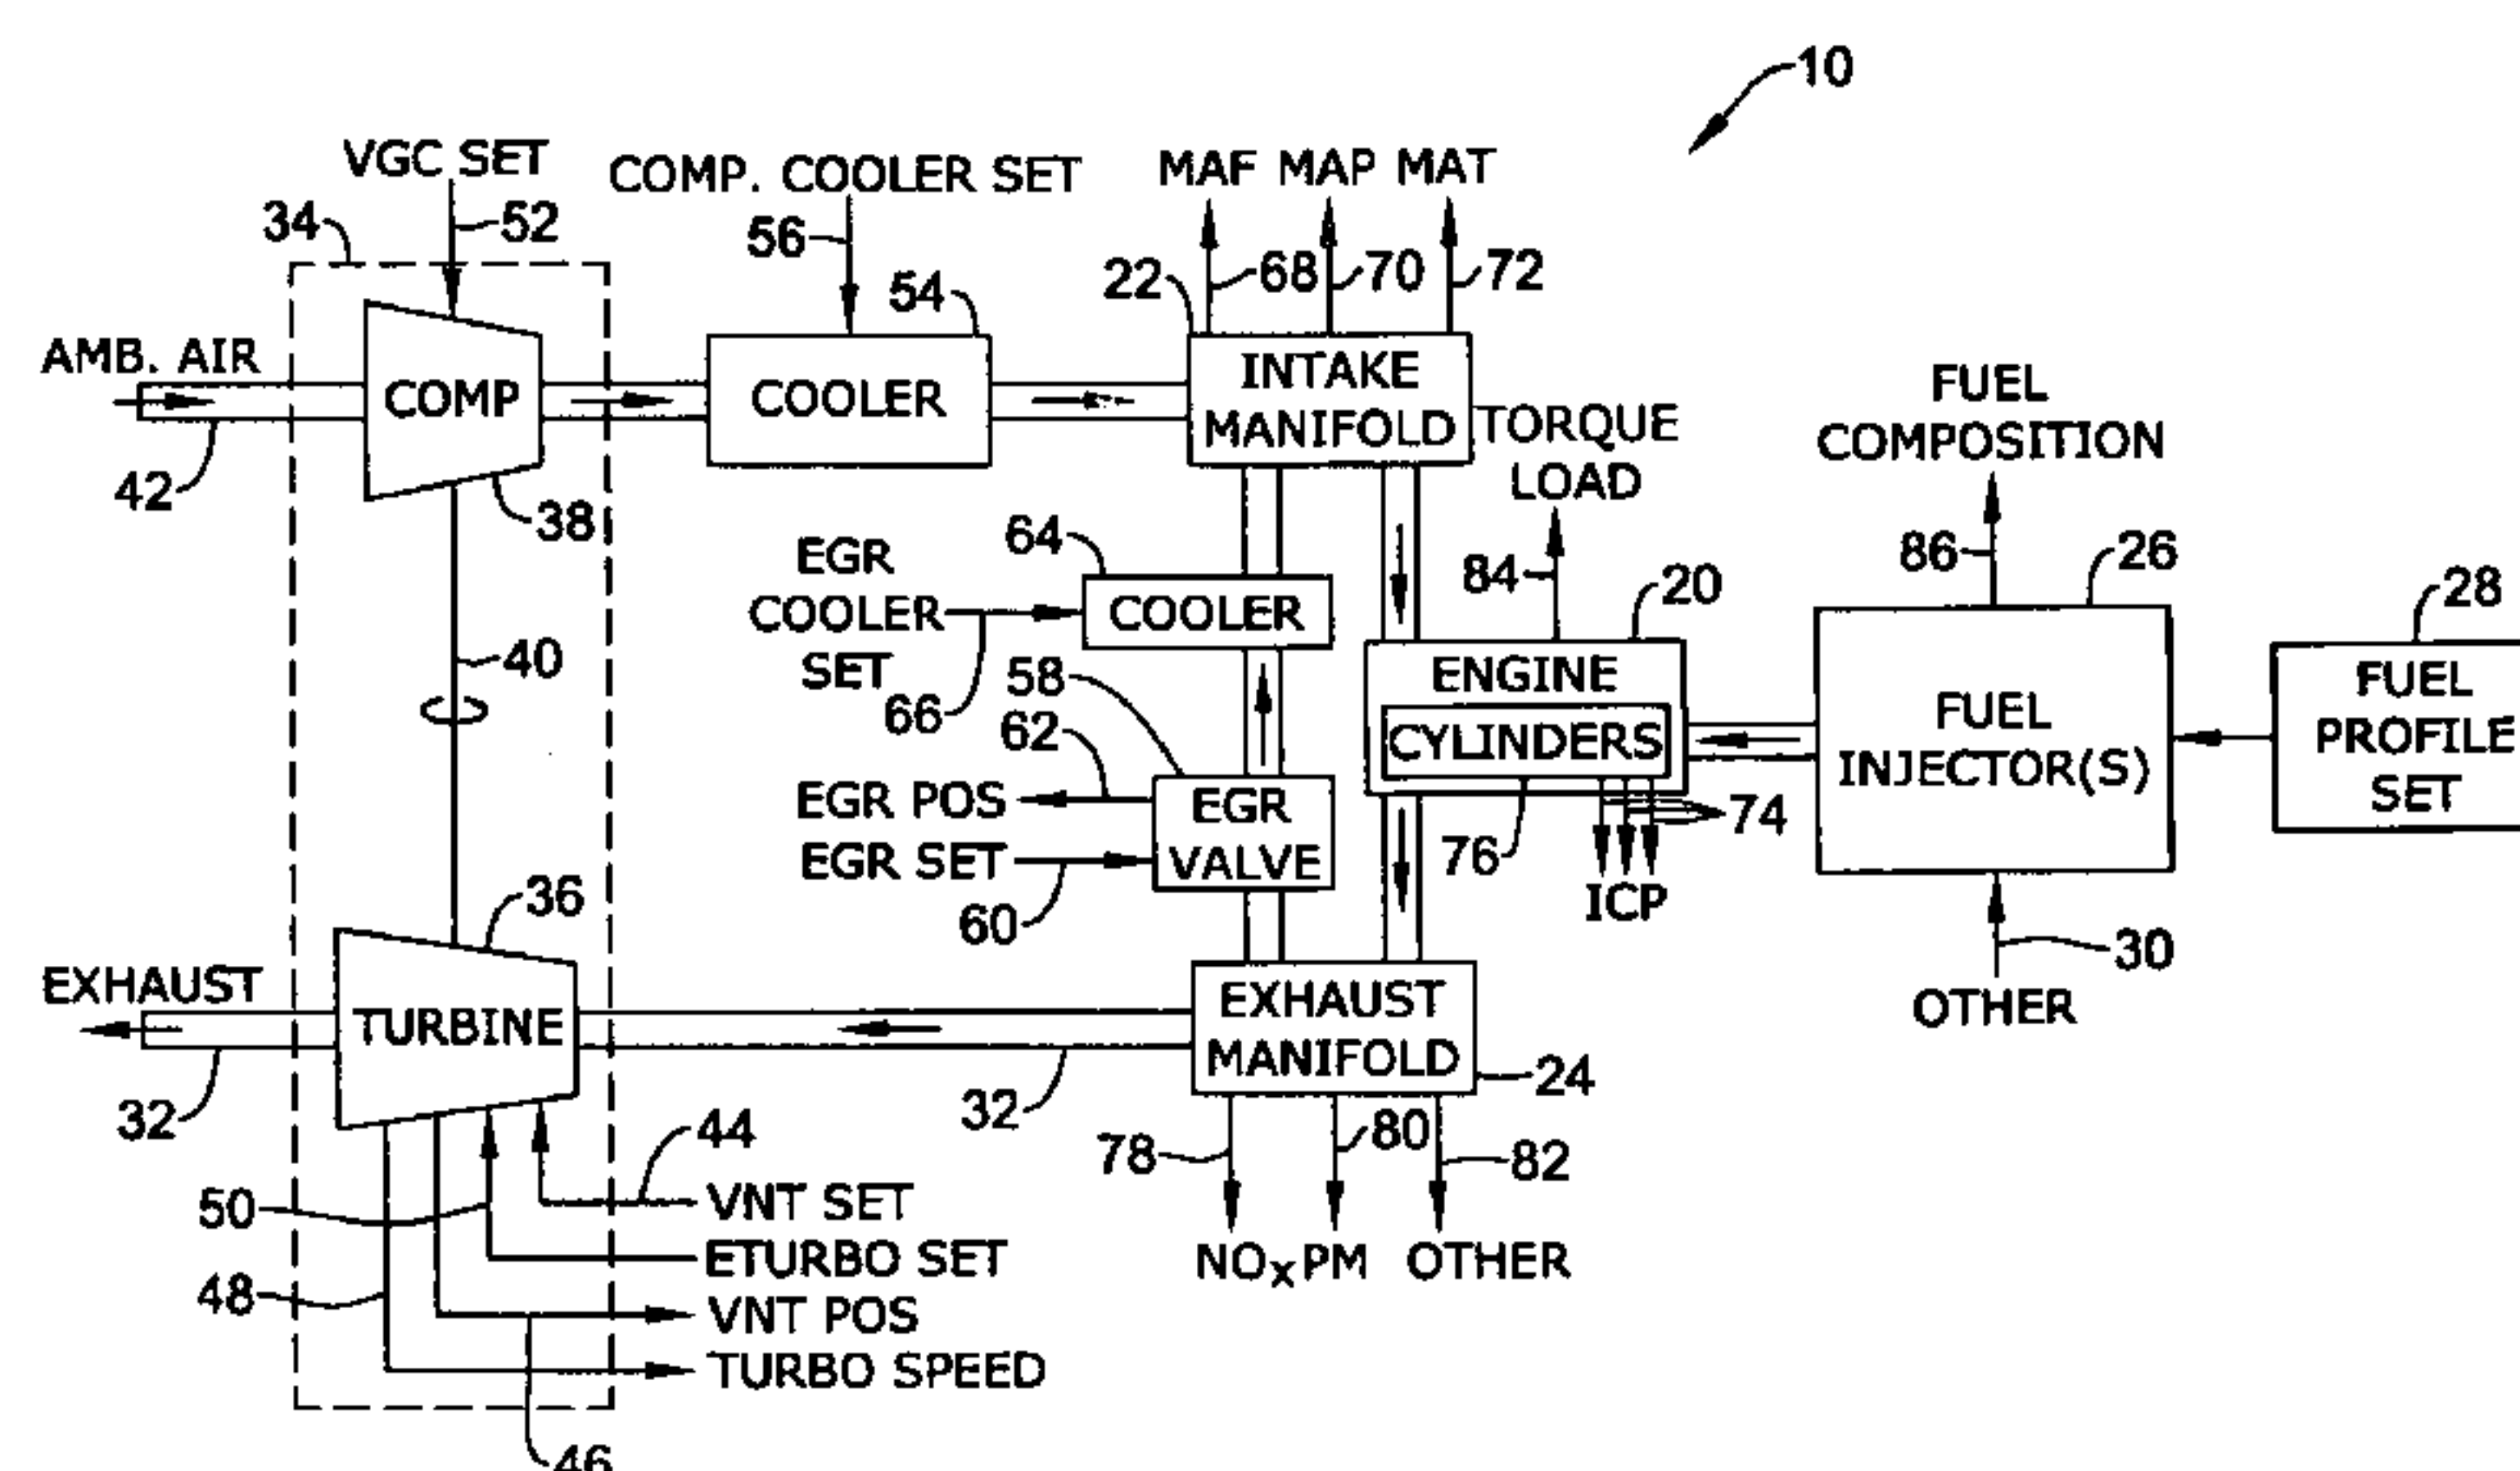 10
VGC SET
COMP. COOLER SET
MAF MAP MAT
34
52
56
54
22
68
70
72
AMB. AIR
COMP
COOLER
INTAKE
MANIFOLD
TORQUE
LOAD
FUEL
COMPOSITION
42
38
64
EGR
COOLER
SET
COOLER
84
20
86
26
28
40
58
66
62
ENGINE
CYLINDERS
FUEL
INJECTOR(S)
FUEL
PROFILE
SET
EGR POS
EGR SET
EGR
VALVE
76
74
ICP
60
36
30
OTHER
EXHAUST
TURBINE
EXHAUST
MANIFOLD
32
32
24
44
78
80
82
50
VNT SET
ETURBO SET
48
VNT POS
TURBO SPEED
46
NOx PM OTHER